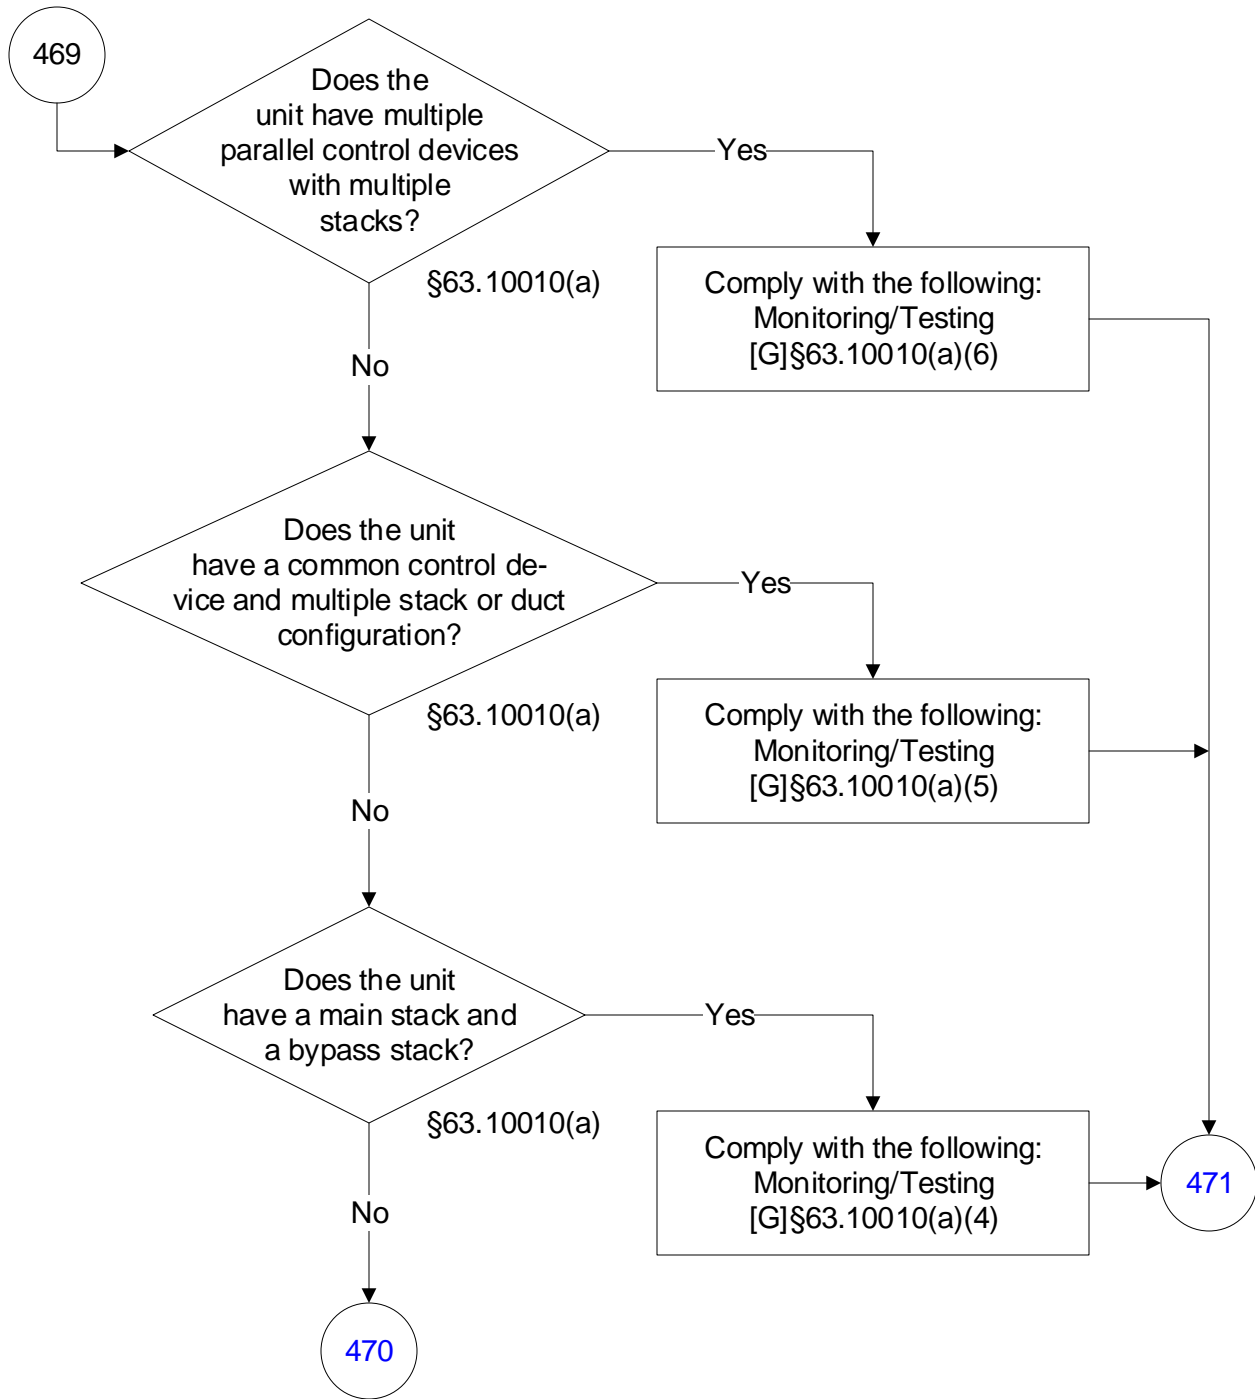 469
Does the
unit have multiple
parallel control devices
with multiple
stacks?
Yes
§63.10010(a)
Comply with the following:
Monitoring/Testing
[G]§63.10010(a)(6)
No
Does the unit
have a common control de-
vice and multiple stack or duct
configuration?
Yes
§63.10010(a)
Comply with the following:
Monitoring/Testing
[G]§63.10010(a)(5)
No
Does the unit
have a main stack and
a bypass stack?
Yes
§63.10010(a)
Comply with the following:
Monitoring/Testing
[G]§63.10010(a)(4)
471
No
470